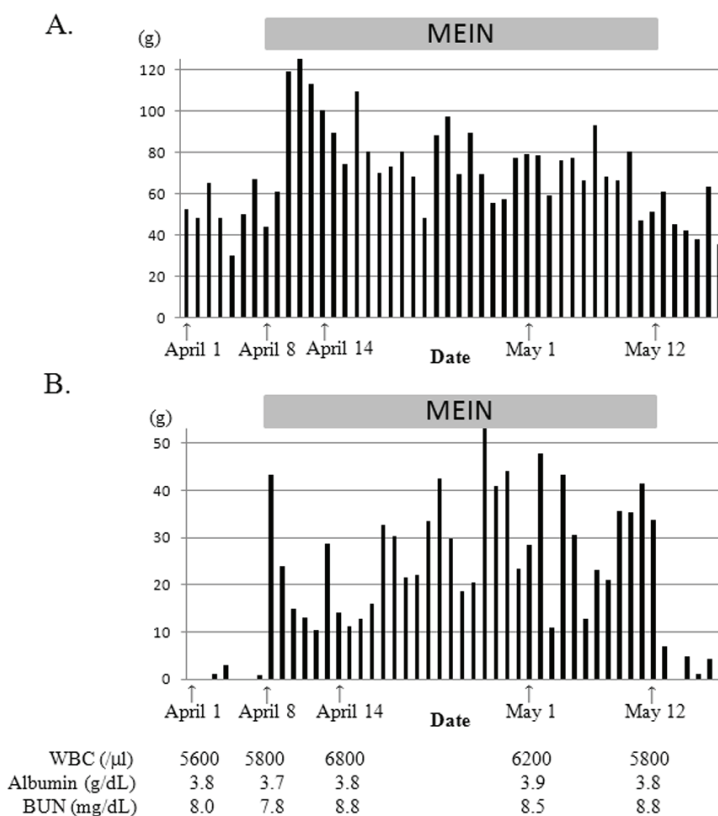 A.
(g)
MEIN
120
100
80
60
40
20
0
↑ ↑ ↑ ↑ ↑
April 1 April 8 April 14 Date May 1 May 12
B.
(g)
MEIN
50
40
30
20
10
0
↑ ↑ ↑ ↑ ↑
April 1 April 8 April 14 Date May 1 May 12
WBC (/μl) 5600 5800 6800 6200 5800
Albumin (g/dL) 3.8 3.7 3.8 3.9 3.8
BUN (mg/dL) 8.0 7.8 8.8 8.5 8.8